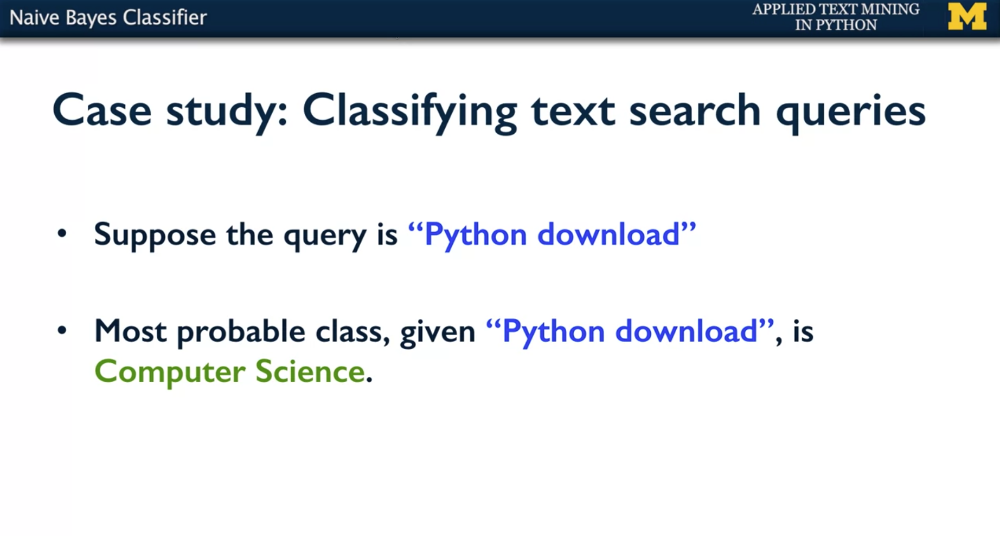 Naive Bayes Classifier
APPLIED TEXT MINING
IN PYTHON
M
Case study: Classifying text search queries
• Suppose the query is “Python download”
• Most probable class, given “Python download”, is
Computer Science.